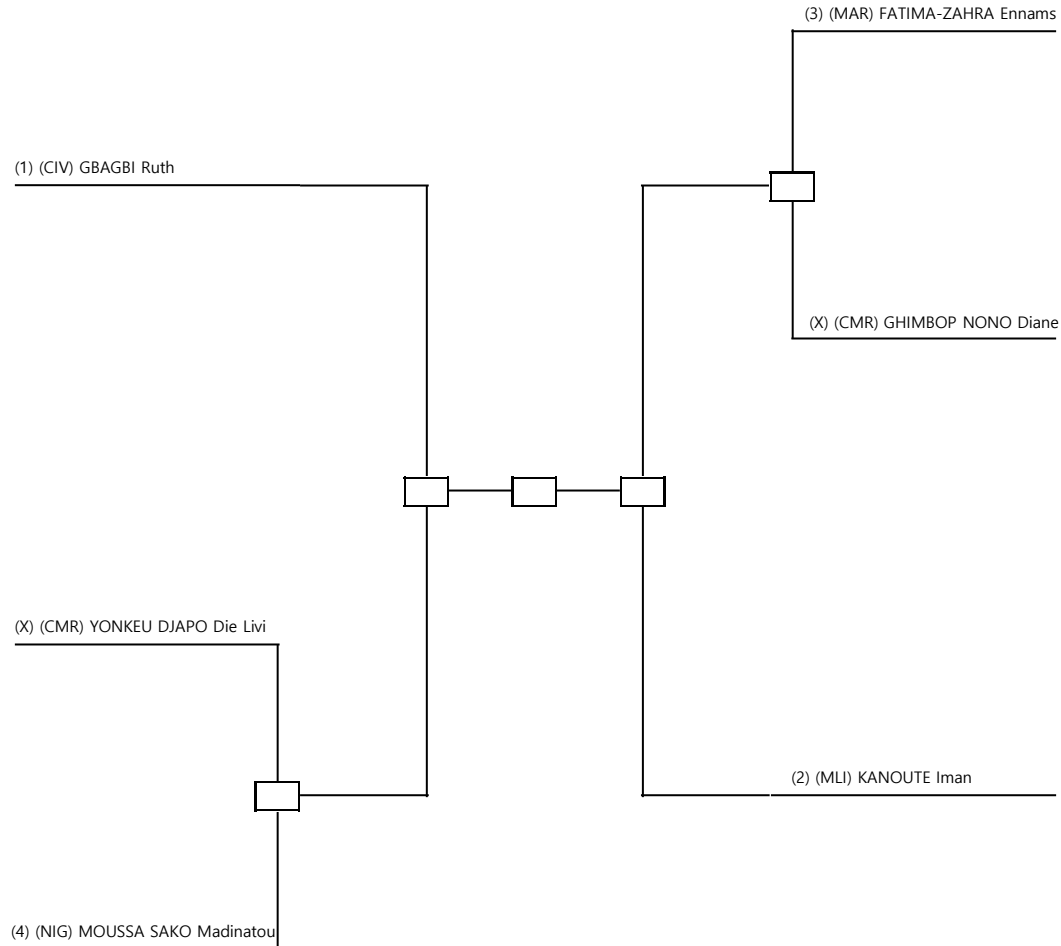 (3) (MAR) FATIMA-ZAHRA Ennams
(1) (CIV) GBAGBI Ruth
(X) (CMR) GHIMBOP NONO Diane
(X) (CMR) YONKEU DJAPO Die Livi
(2) (MLI) KANOUTE Iman
(4) (NIG) MOUSSA SAKO Madinatou